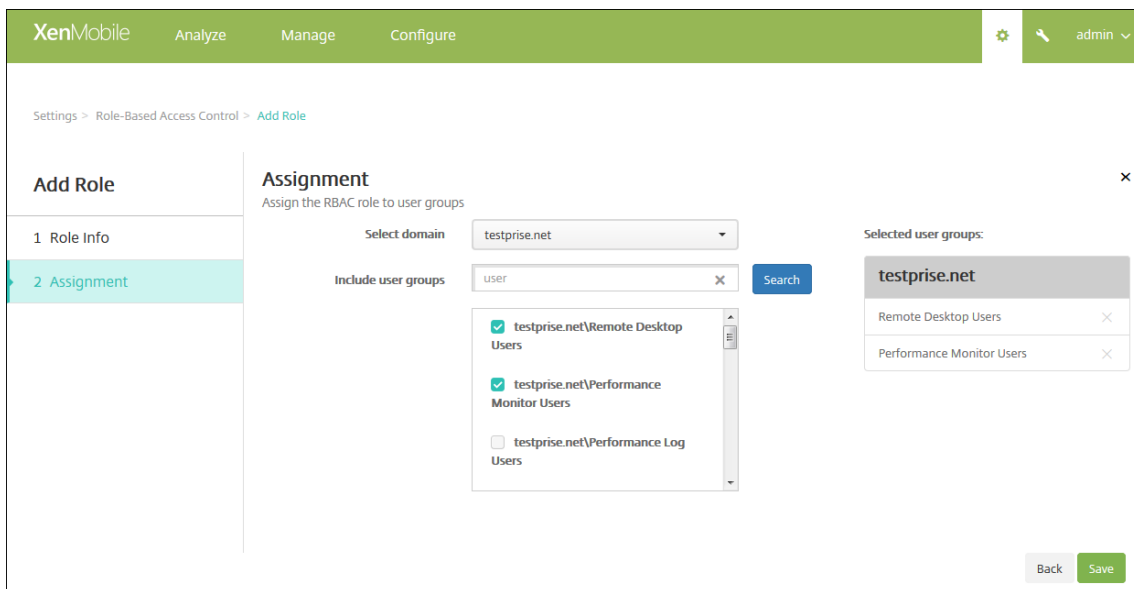 XenMobile Analyze Manage Configure admin
Settings > Role-Based Access Control > Add Role
Add Role
1 Role Info
2 Assignment
Assignment
Assign the RBAC role to user groups
Select domain testprise.net
Include user groups user Search
testprise.net\Remote Desktop
Users
testprise.net\Performance
Monitor Users
testprise.net\Performance Log
Users
Selected user groups:
testprise.net
Remote Desktop Users
Performance Monitor Users
Back Save